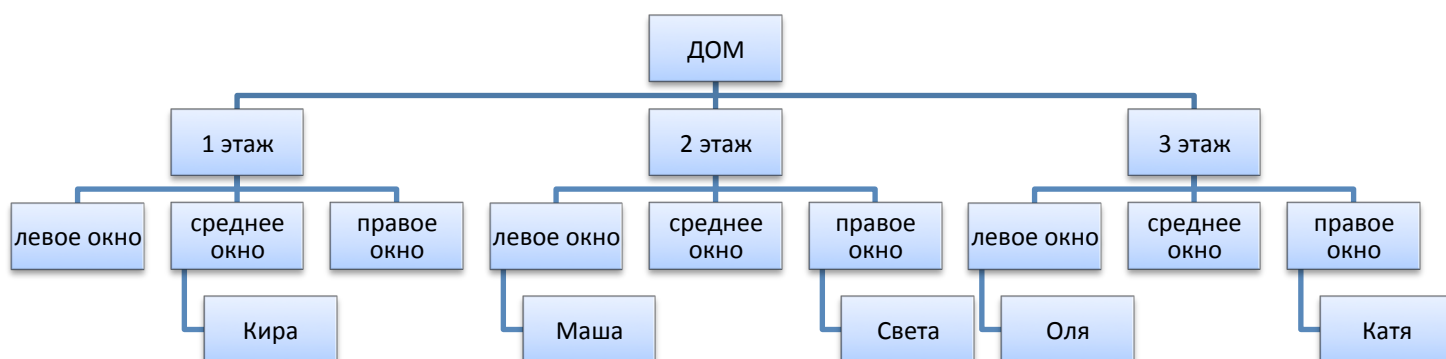 ДОМ
1 этаж
2 этаж
3 этаж
левое окно
среднее
окно
правое окно
левое окно
среднее
окно
правое
окно
левое окно
среднее
окно
правое
окно
Кира
Маша
Света
Оля
Катя